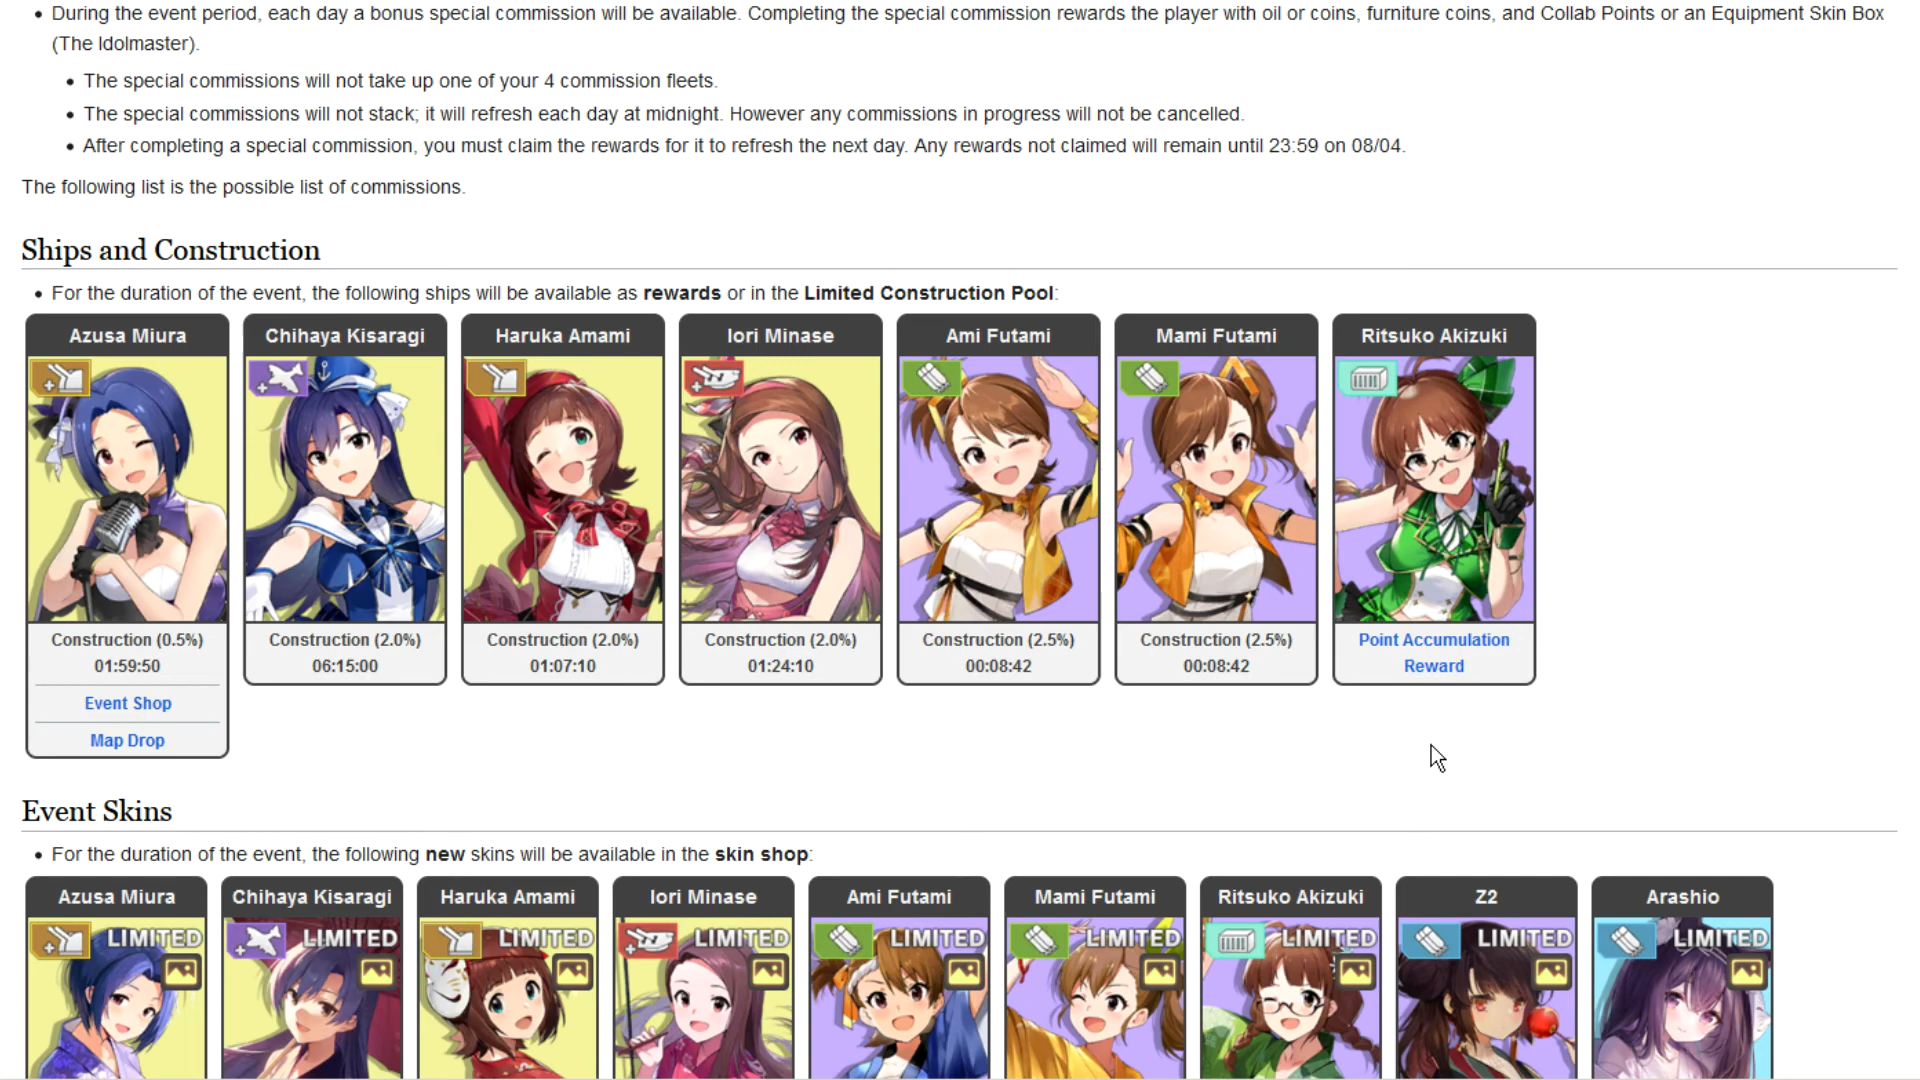 During the event period, each day a bonus special commission will be available. Completing the special commission rewards the player with oil or coins, furniture coins, and Collab Points or an Equipment Skin Box
(The Idolmaster).
The special commissions will not take up one of your 4 commission fleets.
The special commissions will not stack; it will refresh each day at midnight. However any commissions in progress will not be cancelled.
After completing a special commission, you must claim the rewards for it to refresh the next day. Any rewards not claimed will remain until 23:59 on 08/04.
The following list is the possible list of commissions.
Ships and Construction
For the duration of the event, the following ships will be available as rewards or in the Limited Construction Pool:
Azusa Miura
Construction (0.5%)
01:59:50
Event Shop
Map Drop
Chihaya Kisaragi
Construction (2.0%)
06:15:00
Haruka Amami
Construction (2.0%)
01:07:10
Iori Minase
Construction (2.0%)
01:24:10
Ami Futami
Construction (2.5%)
00:08:42
Mami Futami
Construction (2.5%)
00:08:42
Ritsuko Akizuki
Point Accumulation
Reward
Event Skins
For the duration of the event, the following new skins will be available in the skin shop:
Azusa Miura
LIMITED
Chihaya Kisaragi
LIMITED
Haruka Amami
LIMITED
Iori Minase
LIMITED
Ami Futami
LIMITED
Mami Futami
LIMITED
Ritsuko Akizuki
LIMITED
Z2
LIMITED
Arashio
LIMITED